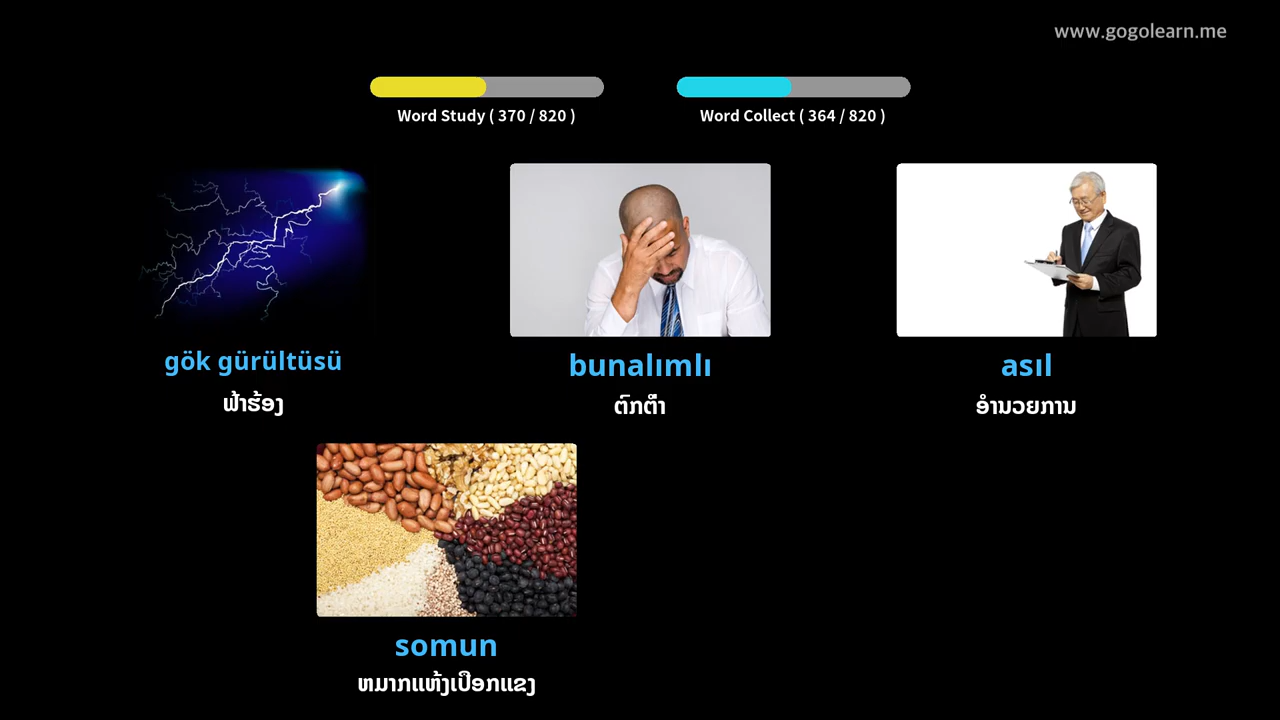 www.gogolearn.me
Word Study ( 370 / 820 )
Word Collect ( 364 / 820 )
gök gürültüsü
ຟ້າຮ້ອງ
bunalımlı
ຕົກຕ່ຳ
asıl
ອຳນວຍການ
somun
ຫມາກແຫ້ງເປືອກແຂງ